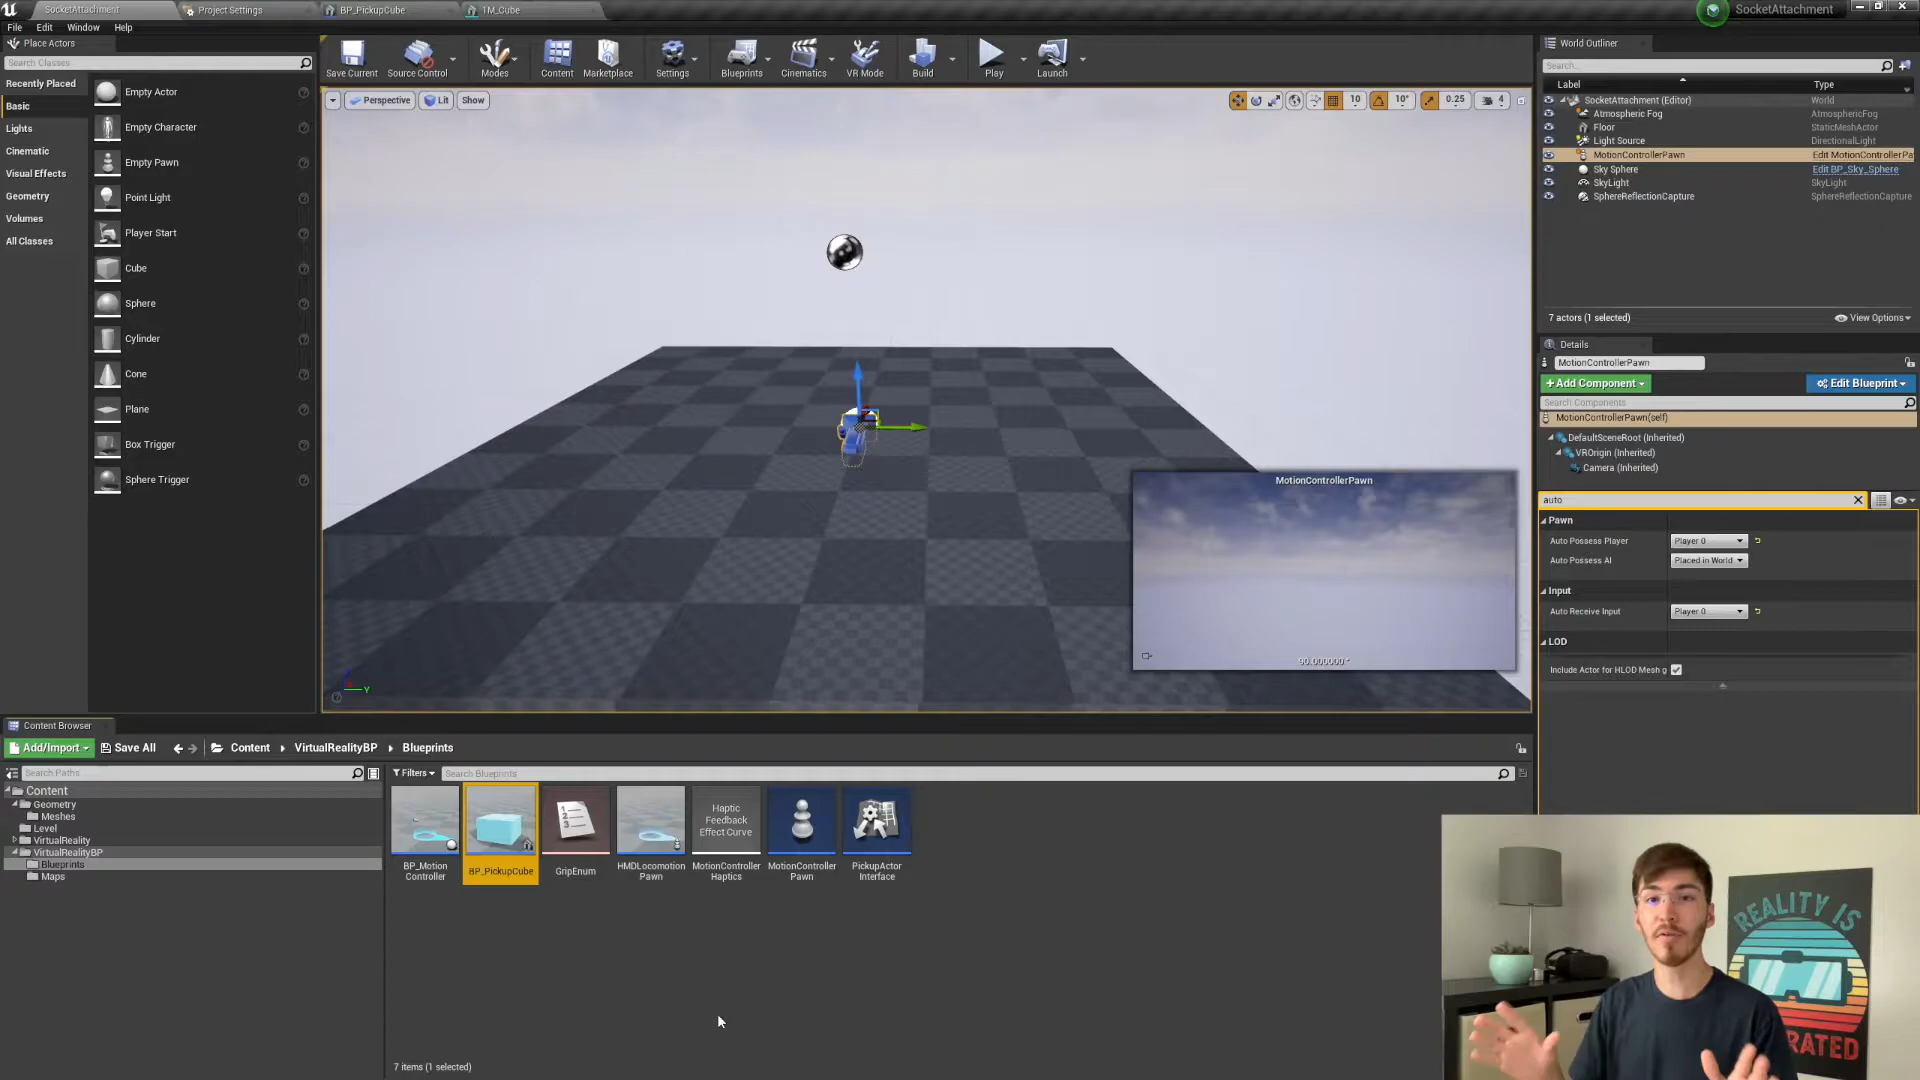 SocketAttachment
Project Settings
BP_PickupCube
1M_Cube
SocketAttachment
File Edit Window Help
Place Actors
Search Classes
Recently Placed
Basic
Lights
Cinematic
Visual Effects
Geometry
Volumes
All Classes
Empty Actor
Empty Character
Empty Pawn
Point Light
Player Start
Cube
Sphere
Cylinder
Cone
Plane
Box Trigger
Sphere Trigger
Save Current
Source Control
Modes
Content
Marketplace
Settings
Blueprints
Cinematics
VR Mode
Build
Play
Launch
Perspective
Lit
Show
10
10°
0.25
4
MotionControllerPawn
90.000000 °
Y
World Outliner
Search...
Label Type
SocketAttachment (Editor) World
Atmospheric Fog AtmosphericFog
Floor StaticMeshActor
Light Source DirectionalLight
MotionControllerPawn Edit MotionControllerPa
Sky Sphere Edit BP_Sky_Sphere
SkyLight SkyLight
SphereReflectionCapture SphereReflectionCapture
7 actors (1 selected)
View Options
Details
MotionControllerPawn
+Add Component
Edit Blueprint
Search Components
MotionControllerPawn(self)
DefaultSceneRoot (Inherited)
VROrigin (Inherited)
Camera (Inherited)
auto
Pawn
Auto Possess Player Player 0
Auto Possess AI Placed in World
Input
Auto Receive Input Player 0
LOD
Include Actor for HLOD Mesh g
Content Browser
Add/Import
Save All
Content
VirtualRealityBP
Blueprints
Search Paths
Content
Geometry
Meshes
Level
VirtualReality
VirtualRealityBP
Blueprints
Maps
Filters
Search Blueprints
BP_Motion
Controller
BP_PickupCube
GripEnum
HMDLocomotion
Pawn
Haptic
Feedback
Effect Curve
MotionController
Haptics
MotionController
Pawn
PickupActor
Interface
7 items (1 selected)
REALITY IS
RATED